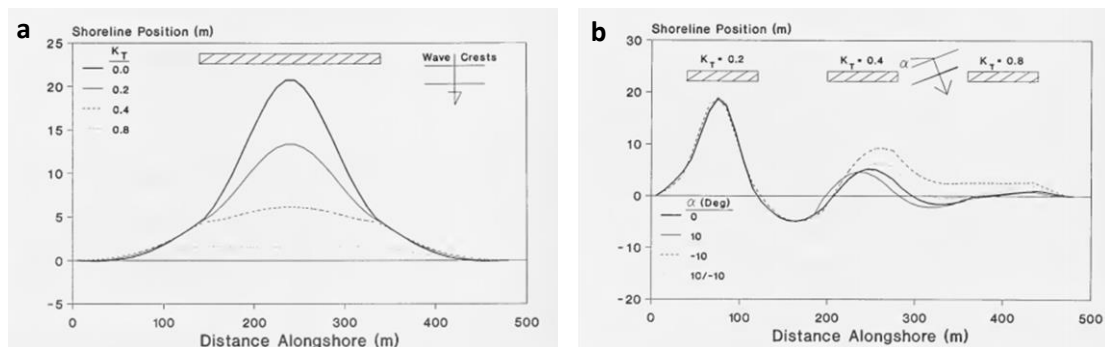 a
Shoreline Position (m)
25
20
15
10
5
0
-5
K_T
0.0
0.2
0.4
0.8
Wave Crests
0 100 200 300 400 500
Distance Alongshore (m)
b
Shoreline Position (m)
30
20
10
0
-10
-20
K_T = 0.2
K_T = 0.4
α
K_T = 0.8
α (Deg)
0
10
-10
10/-10
0 100 200 300 400 500
Distance Alongshore (m)